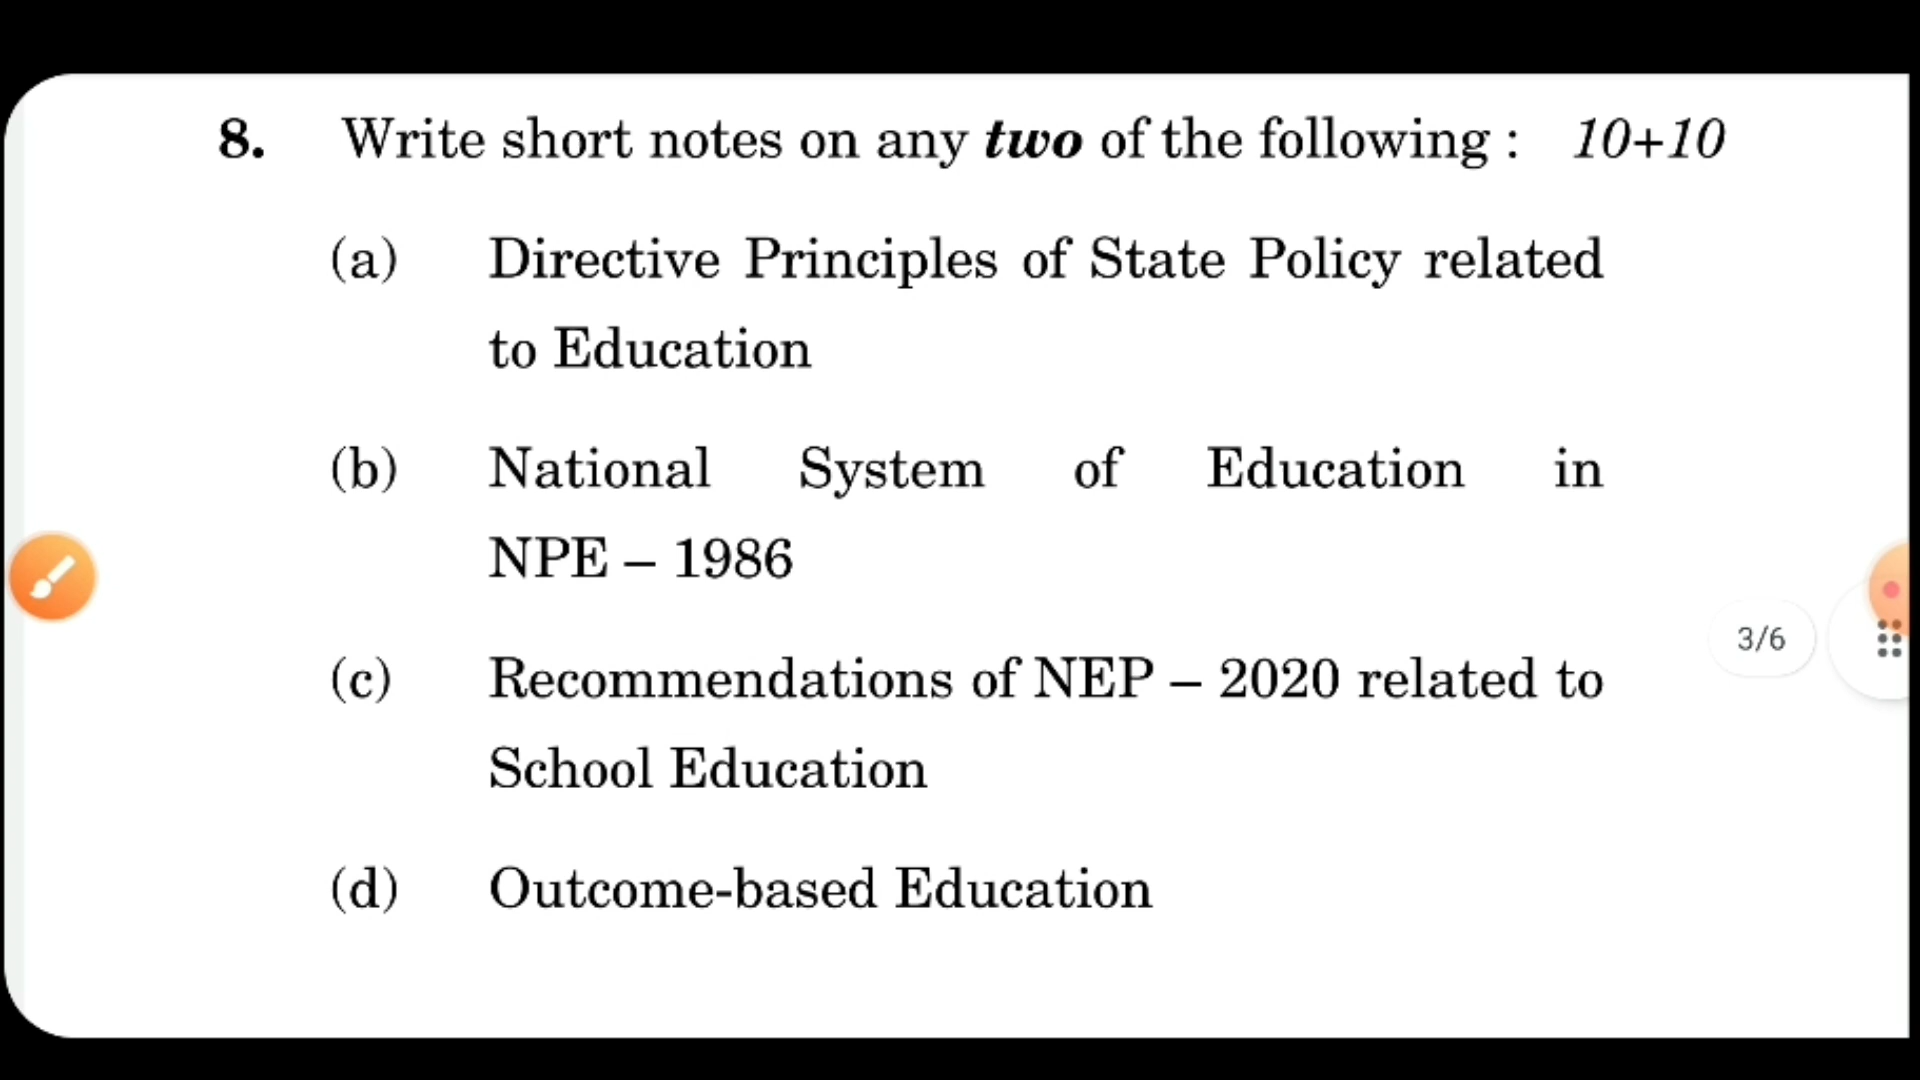 8. Write short notes on any two of the following : 10+10
(a) Directive Principles of State Policy related
to Education
(b) National System of Education in
NPE – 1986
(c) Recommendations of NEP – 2020 related to
School Education
(d) Outcome-based Education
3/6